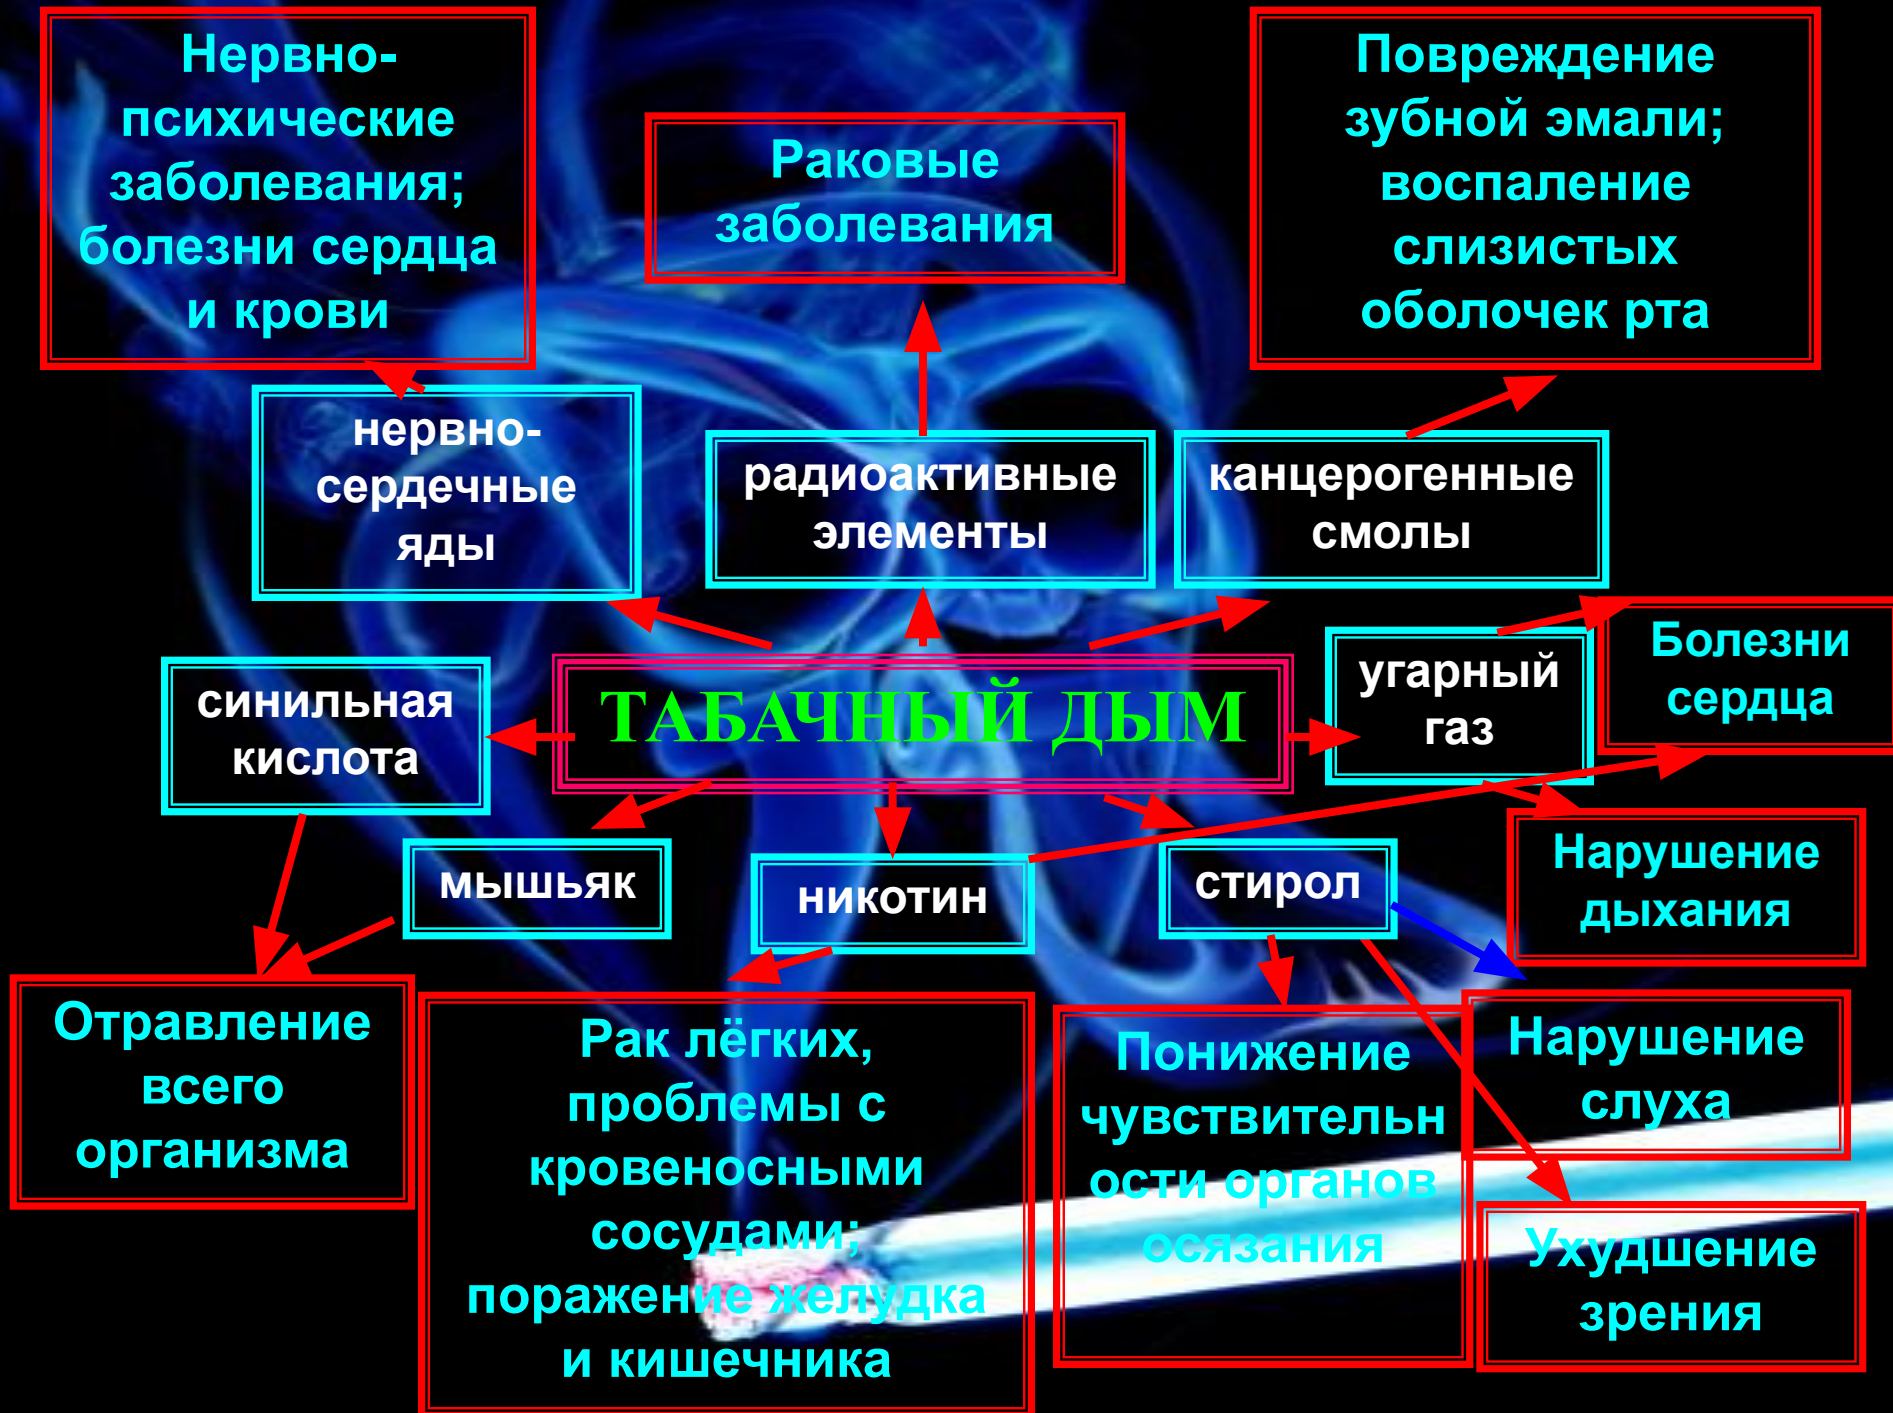 Нервно-
психические
заболевания;
болезни сердца
и крови
Раковые
заболевания
Повреждение
зубной эмали;
воспаление
слизистых
оболочек рта
нервно-
сердечные
яды
радиоактивные
элементы
канцерогенные
смолы
синильная
кислота
ТАБАЧНЫЙ ДЫМ
угарный
газ
Болезни
сердца
мышьяк
никотин
стирол
Нарушение
дыхания
Отравление
всего
организма
Рак лёгких,
проблемы с
кровеносными
сосудами;
поражение желудка
и кишечника
Понижение
чувствительн
ости органов
осязания
Нарушение
слуха
Ухудшение
зрения